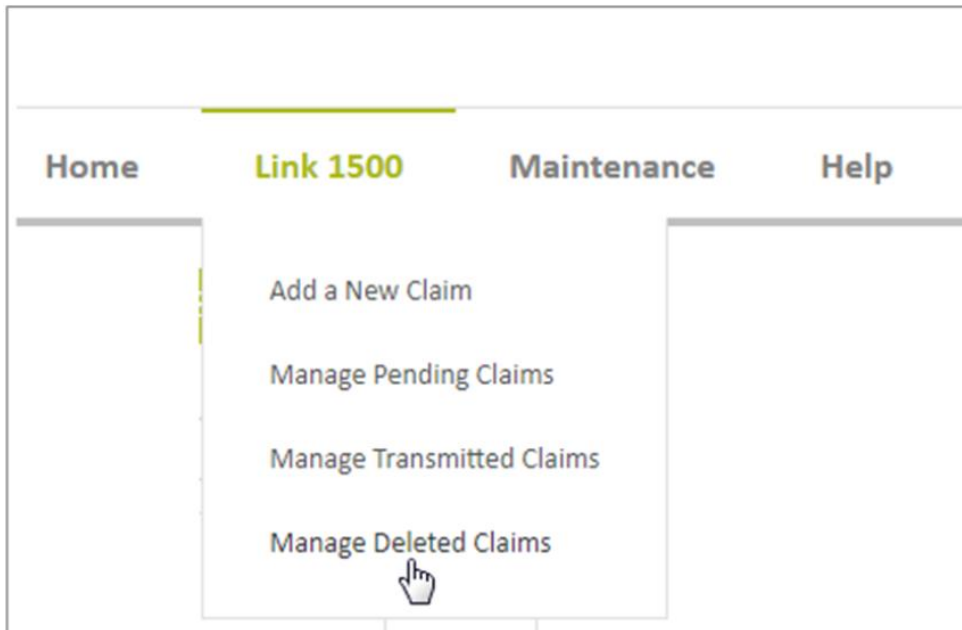 Home Link 1500 Maintenance Help
Add a New Claim
Manage Pending Claims
Manage Transmitted Claims
Manage Deleted Claims